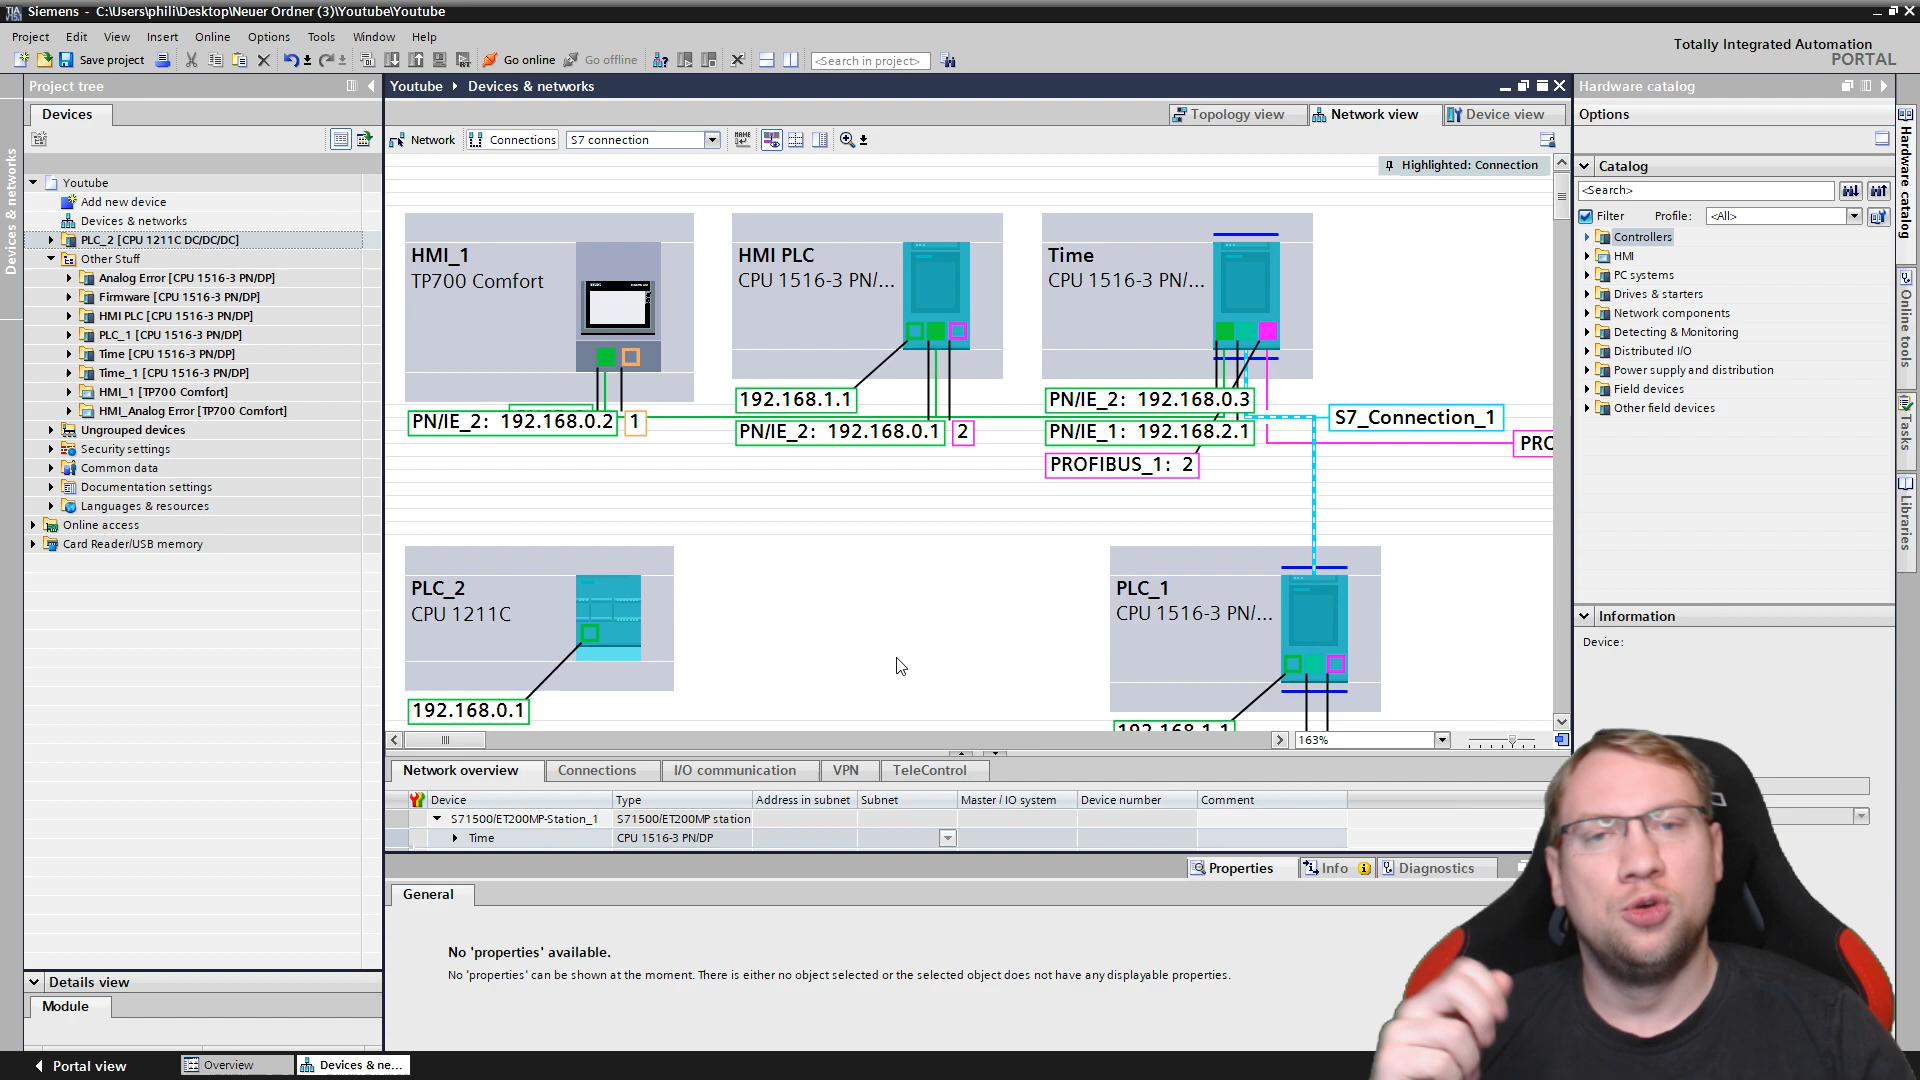 Siemens - C:\Users\phili\Desktop\Neuer Ordner (3)\Youtube\Youtube
Project Edit View Insert Online Options Tools Window Help
Totally Integrated Automation
PORTAL
Save project
Go online
Go offline
<Search in project>
Project tree
Devices
Devices & networks
Youtube
Add new device
Devices & networks
PLC_2 [CPU 1211C DC/DC/DC]
Other Stuff
Analog Error [CPU 1516-3 PN/DP]
Firmware [CPU 1516-3 PN/DP]
HMI PLC [CPU 1516-3 PN/DP]
PLC_1 [CPU 1516-3 PN/DP]
Time [CPU 1516-3 PN/DP]
Time_1 [CPU 1516-3 PN/DP]
HMI_1 [TP700 Comfort]
HMI_Analog Error [TP700 Comfort]
Ungrouped devices
Security settings
Common data
Documentation settings
Languages & resources
Online access
Card Reader/USB memory
Details view
Module
Youtube Devices & networks
Topology view
Network view
Device view
Network
Connections
S7 connection
Highlighted: Connection
HMI_1
TP700 Comfort
PN/IE_2: 192.168.0.2
1
HMI PLC
CPU 1516-3 PN/...
192.168.1.1
PN/IE_2: 192.168.0.1
2
Time
CPU 1516-3 PN/...
PN/IE_2: 192.168.0.3
PN/IE_1: 192.168.2.1
PROFIBUS_1: 2
S7_Connection_1
PRO
PLC_2
CPU 1211C
192.168.0.1
PLC_1
CPU 1516-3 PN/...
192.168.1.1
163%
Network overview
Connections
I/O communication
VPN
TeleControl
Device Type Address in subnet Subnet Master / IO system Device number Comment
S71500/ET200MP-Station_1 S71500/ET200MP station
Time CPU 1516-3 PN/DP
Properties
Info
Diagnostics
General
No 'properties' available.
No 'properties' can be shown at the moment. There is either no object selected or the selected object does not have any displayable properties.
Hardware catalog
Options
Catalog
<Search>
Filter
Profile:
<All>
Controllers
HMI
PC systems
Drives & starters
Network components
Detecting & Monitoring
Distributed I/O
Power supply and distribution
Field devices
Other field devices
Information
Device:
Hardware catalog
Online tools
Tasks
Libraries
Portal view
Overview
Devices & ne...